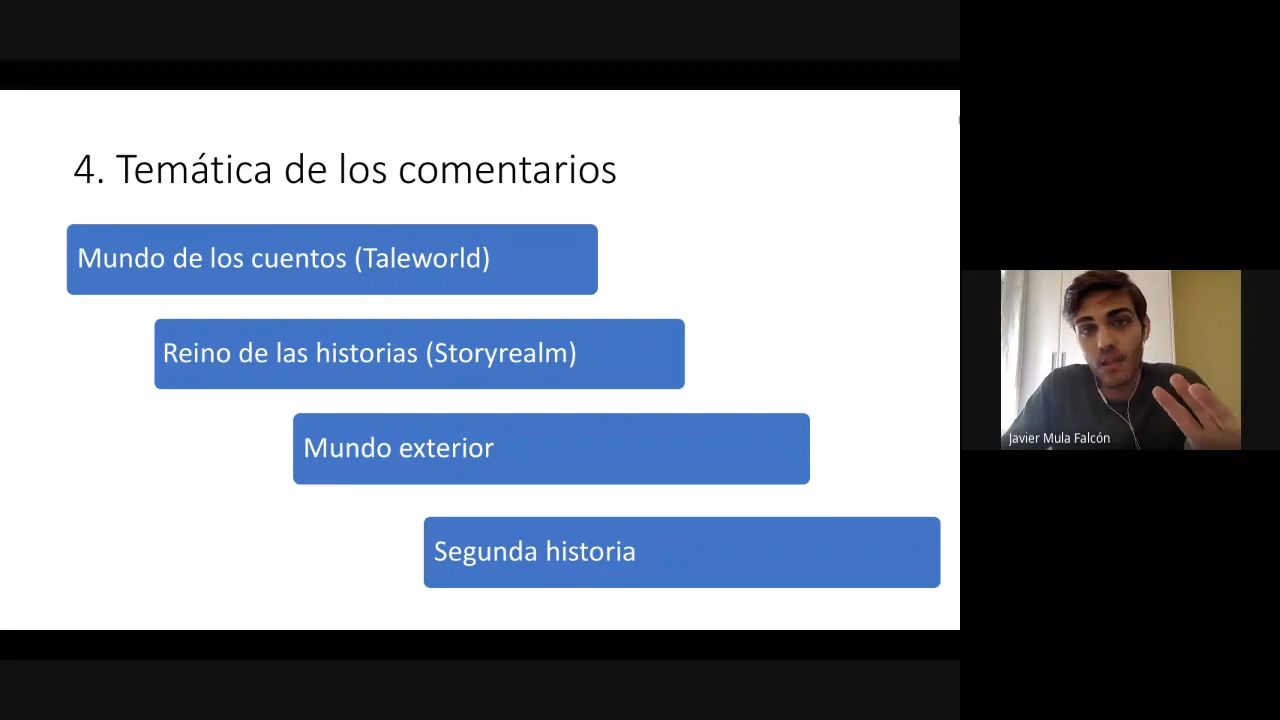 4. Temática de los comentarios
Mundo de los cuentos (Taleworld)
Reino de las historias (Storyrealm)
Mundo exterior
Segunda historia
Javier Mula Falcón